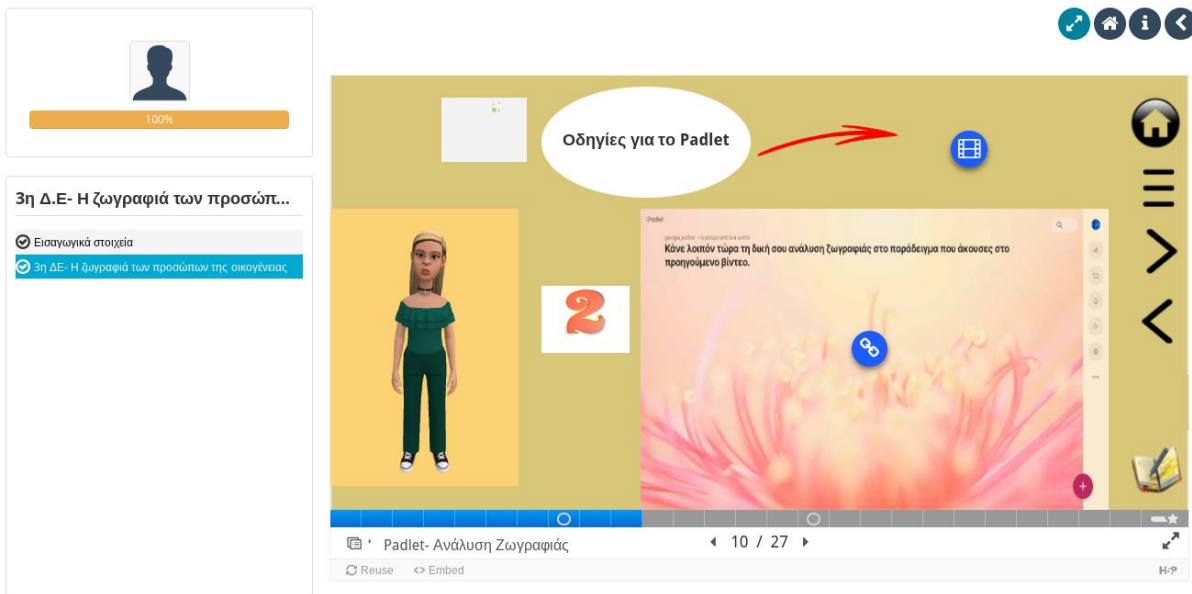 100%
3η Δ.Ε- Η ζωγραφιά των προσώπ...
Εισαγωγικά στοιχεία
3η ΔΕ- Η ζωγραφιά των προσώπων της οικογένειας
Οδηγίες για το Padlet
2
Padlet
Κάνε λοιπόν τώρα τη δική σου ανάλυση ζωγραφιάς στο παράδειγμα που άκουσες στο
προηγούμενο βίντεο.
Padlet- Ανάλυση Ζωγραφιάς
10 / 27
Reuse
<> Embed
H-P